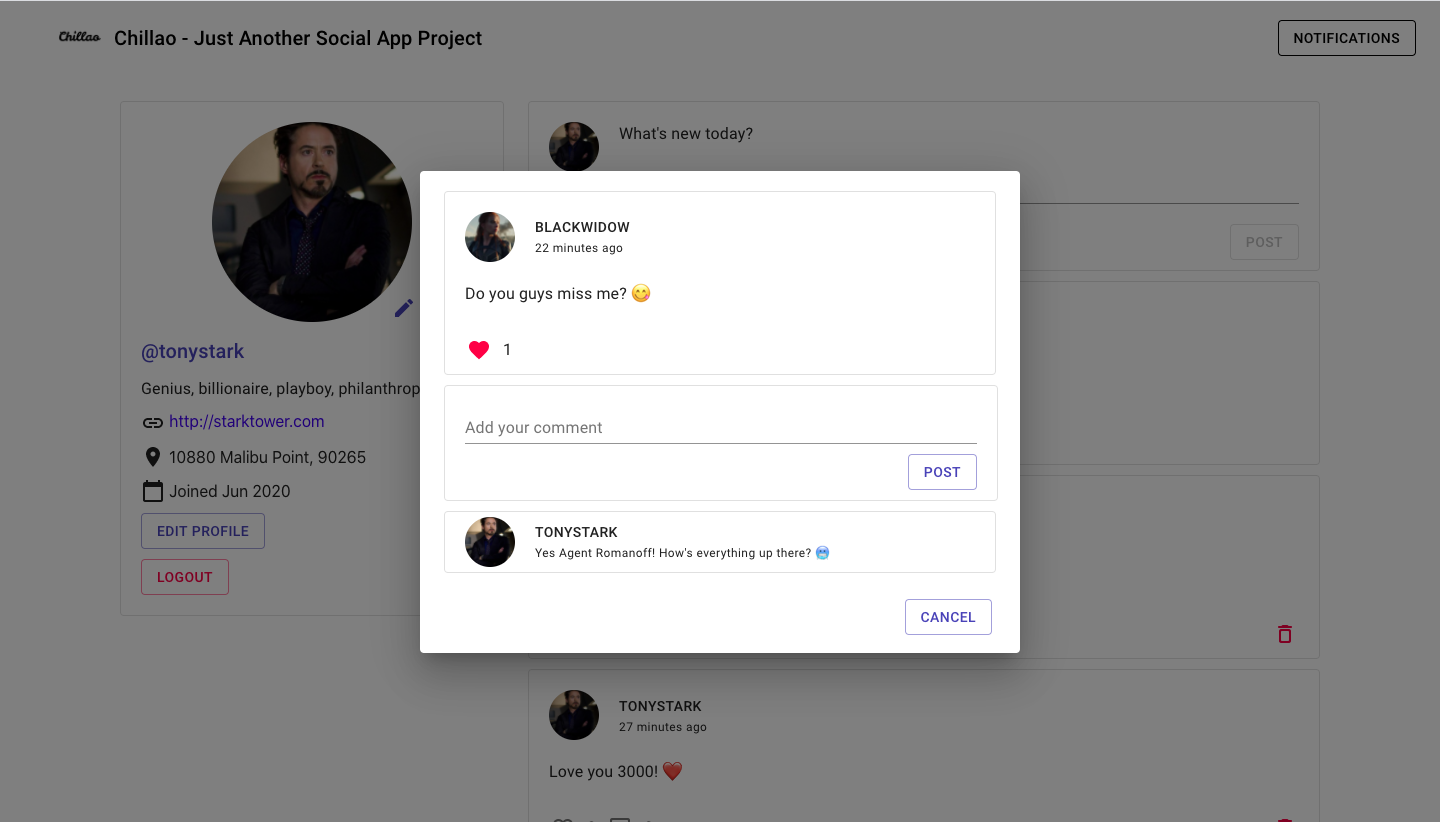 Chillao
Chillao - Just Another Social App Project
NOTIFICATIONS
@tonystark
Genius, billionaire, playboy, philanthrop
http://starktower.com
10880 Malibu Point, 90265
Joined Jun 2020
EDIT PROFILE
LOGOUT
What's new today?
POST
BLACKWIDOW
22 minutes ago
Do you guys miss me? 😋
1
Add your comment
POST
TONYSTARK
Yes Agent Romanoff! How's everything up there? 🥶
CANCEL
TONYSTARK
27 minutes ago
Love you 3000! ❤️